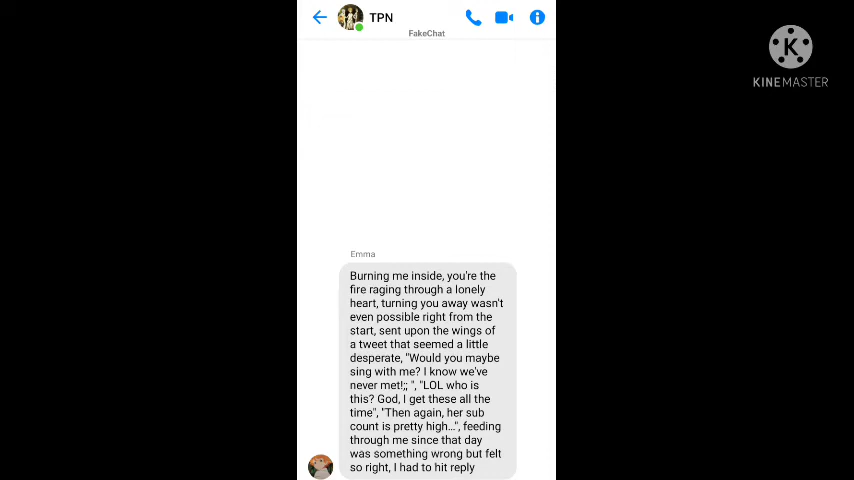 TPN
FakeChat
KINEMASTER
Emma
Burning me inside, you're the
fire raging through a lonely
heart, turning you away wasn't
even possible right from the
start, sent upon the wings of
a tweet that seemed a little
desperate, "Would you maybe
sing with me? I know we've
never met!;; ", "LOL who is
this? God, I get these all the
time", "Then again, her sub
count is pretty high...", feeding
through me since that day
was something wrong but felt
so right, I had to hit reply